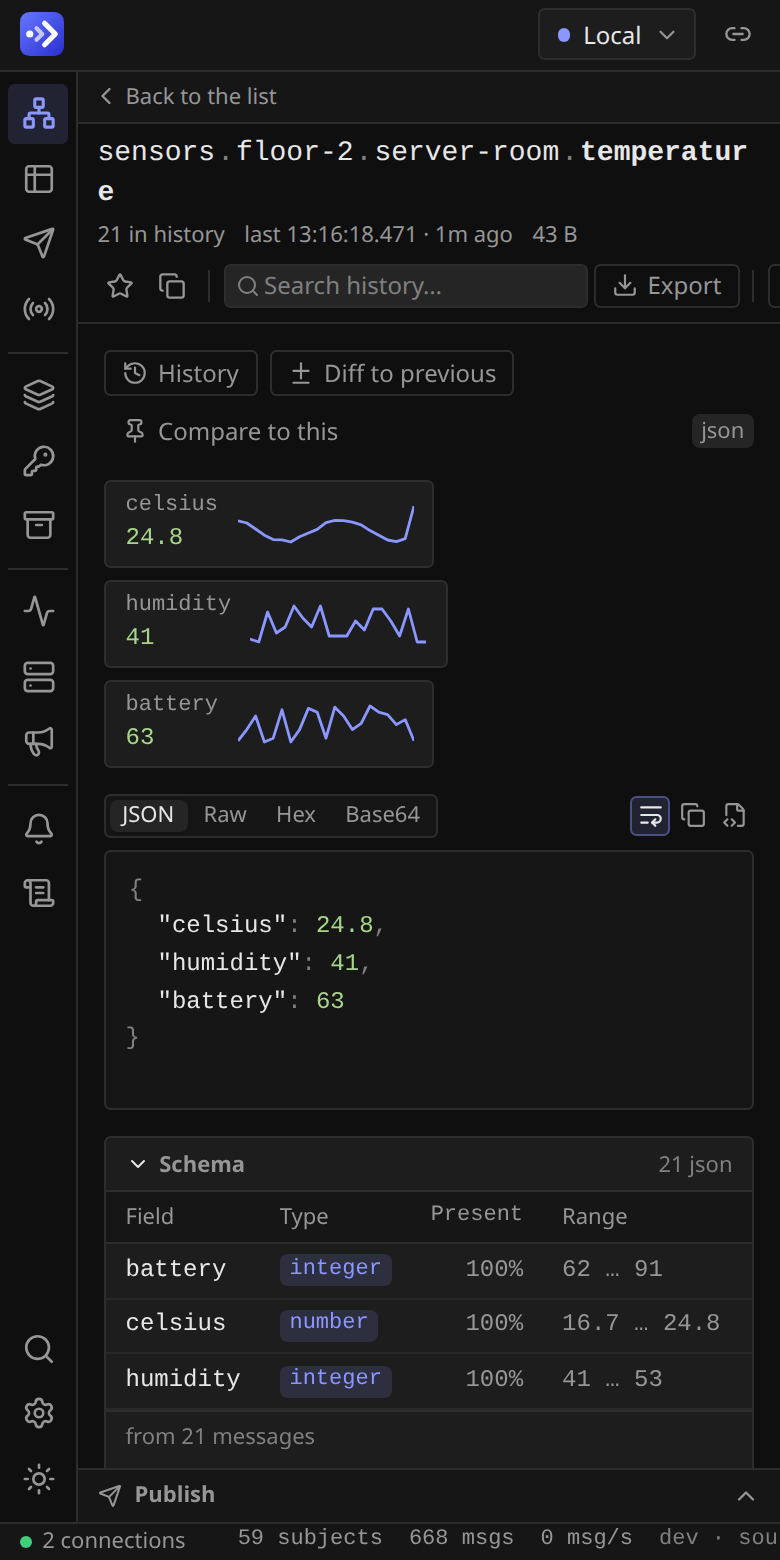 Local
Back to the list
sensors.floor-2.server-room.temperatur
e
21 in history last 13:16:18.471 · 1m ago 43 B
Search history... Export
History ± Diff to previous
Compare to this json
celsius
24.8
humidity
41
battery
63
JSON Raw Hex Base64
{
"celsius": 24.8,
"humidity": 41,
"battery": 63
}
Schema 21 json
Field Type Present Range
battery integer 100% 62 … 91
celsius number 100% 16.7 … 24.8
humidity integer 100% 41 … 53
from 21 messages
Publish
2 connections 59 subjects 668 msgs 0 msg/s dev · sou